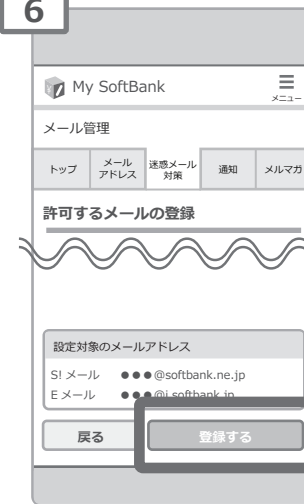 6
My SoftBank
メニュー
メール管理
トップ
メール
アドレス
迷惑メール
対策
通知
メルマガ
許可するメールの登録
設定対象のメールアドレス
S! メール ●●●@softbank.ne.jp
E メール ●●●@i.softbank.jp
戻る
登録する